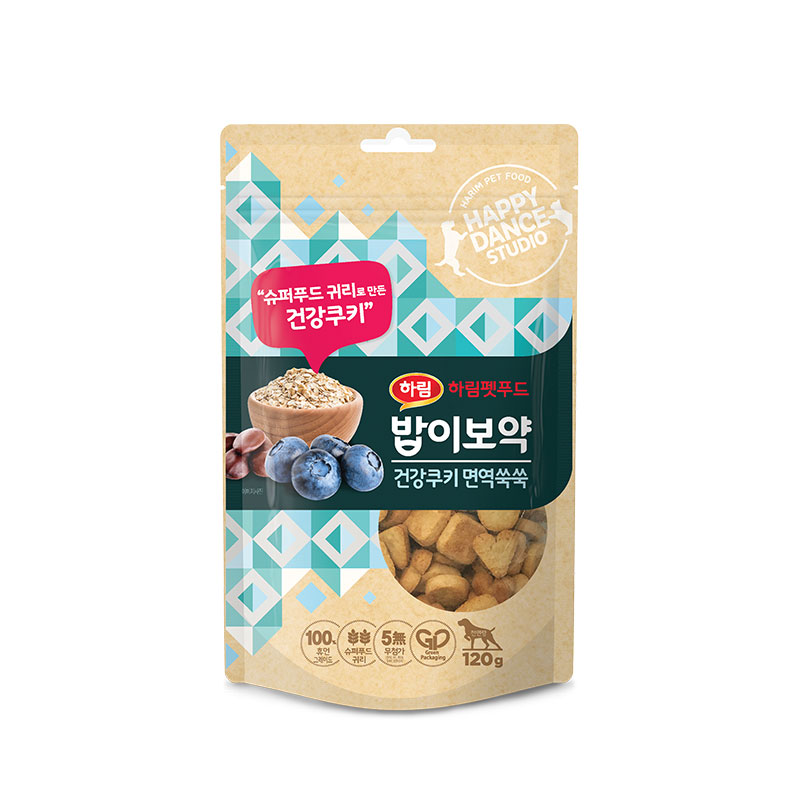 HARIM PET FOOD
HAPPY
DANCE
STUDIO
“슈퍼푸드 귀리로 만든
건강쿠키”
하림 하림펫푸드
밥이보약
건강쿠키 면역쑥쑥
100%
휴먼
그레이드
슈퍼푸드
귀리
5無
무첨가
GP
Green
Packaging
120g